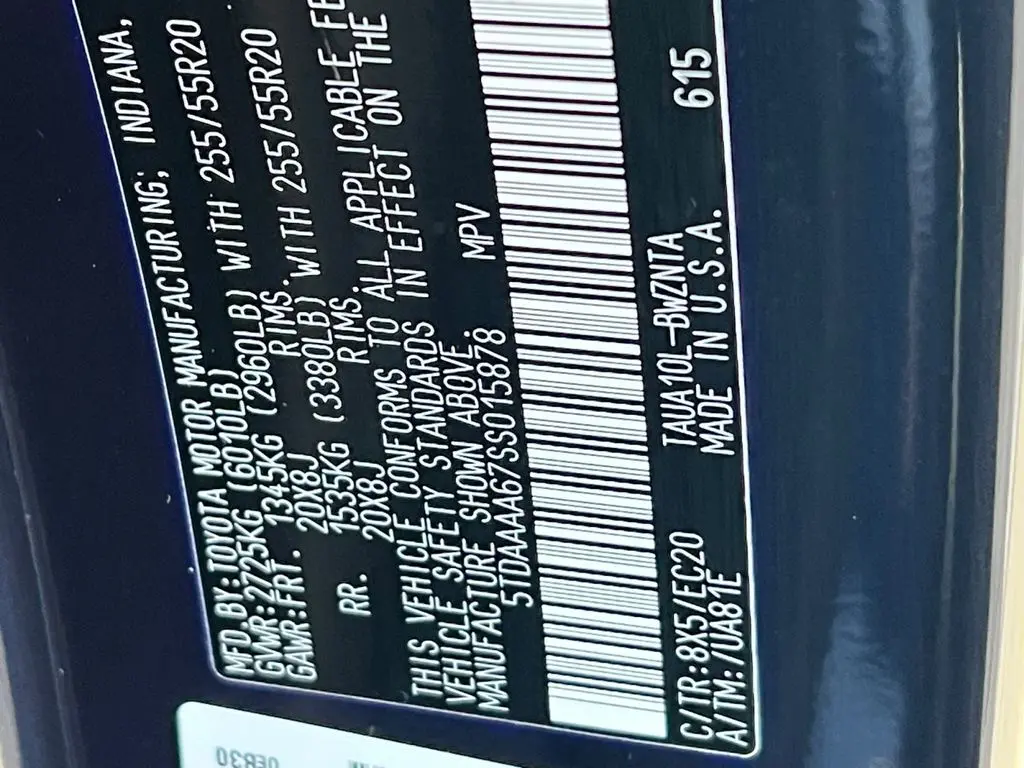 MFD.BY:TOYOTA MOTOR MANUFACTURING, INDIANA,
GVWR:2725KG (6010LB)
GAWR:FRT. 1345KG (2960LB) WITH 255/55R20
20X8J RIMS.
RR. 1535KG (3380LB) WITH 255/55R20
20X8J RIMS.
THIS VEHICLE CONFORMS TO ALL APPLICABLE
VEHICLE SAFETY STANDARDS IN EFFECT ON THE
MANUFACTURE SHOWN ABOVE.
5TDAAAA67SS015878 MPV
C/TR:8X5/EC20 TAUA10L-BWZNTA 615
A/TM:/UA81E MADE IN U.S.A.
0EB30